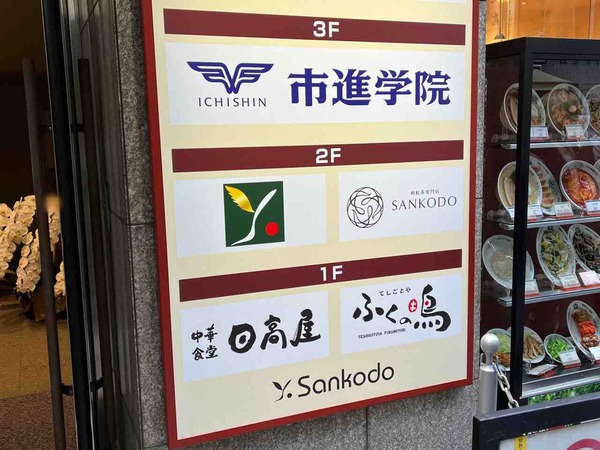 3F
ICHISHIN
市進学院
2F
SANKODO
1F
中華
食堂
日高屋
てしごとや
ふくの鳥
TESHIGOTOYA FUKUNOTORI
Y. Sankodo